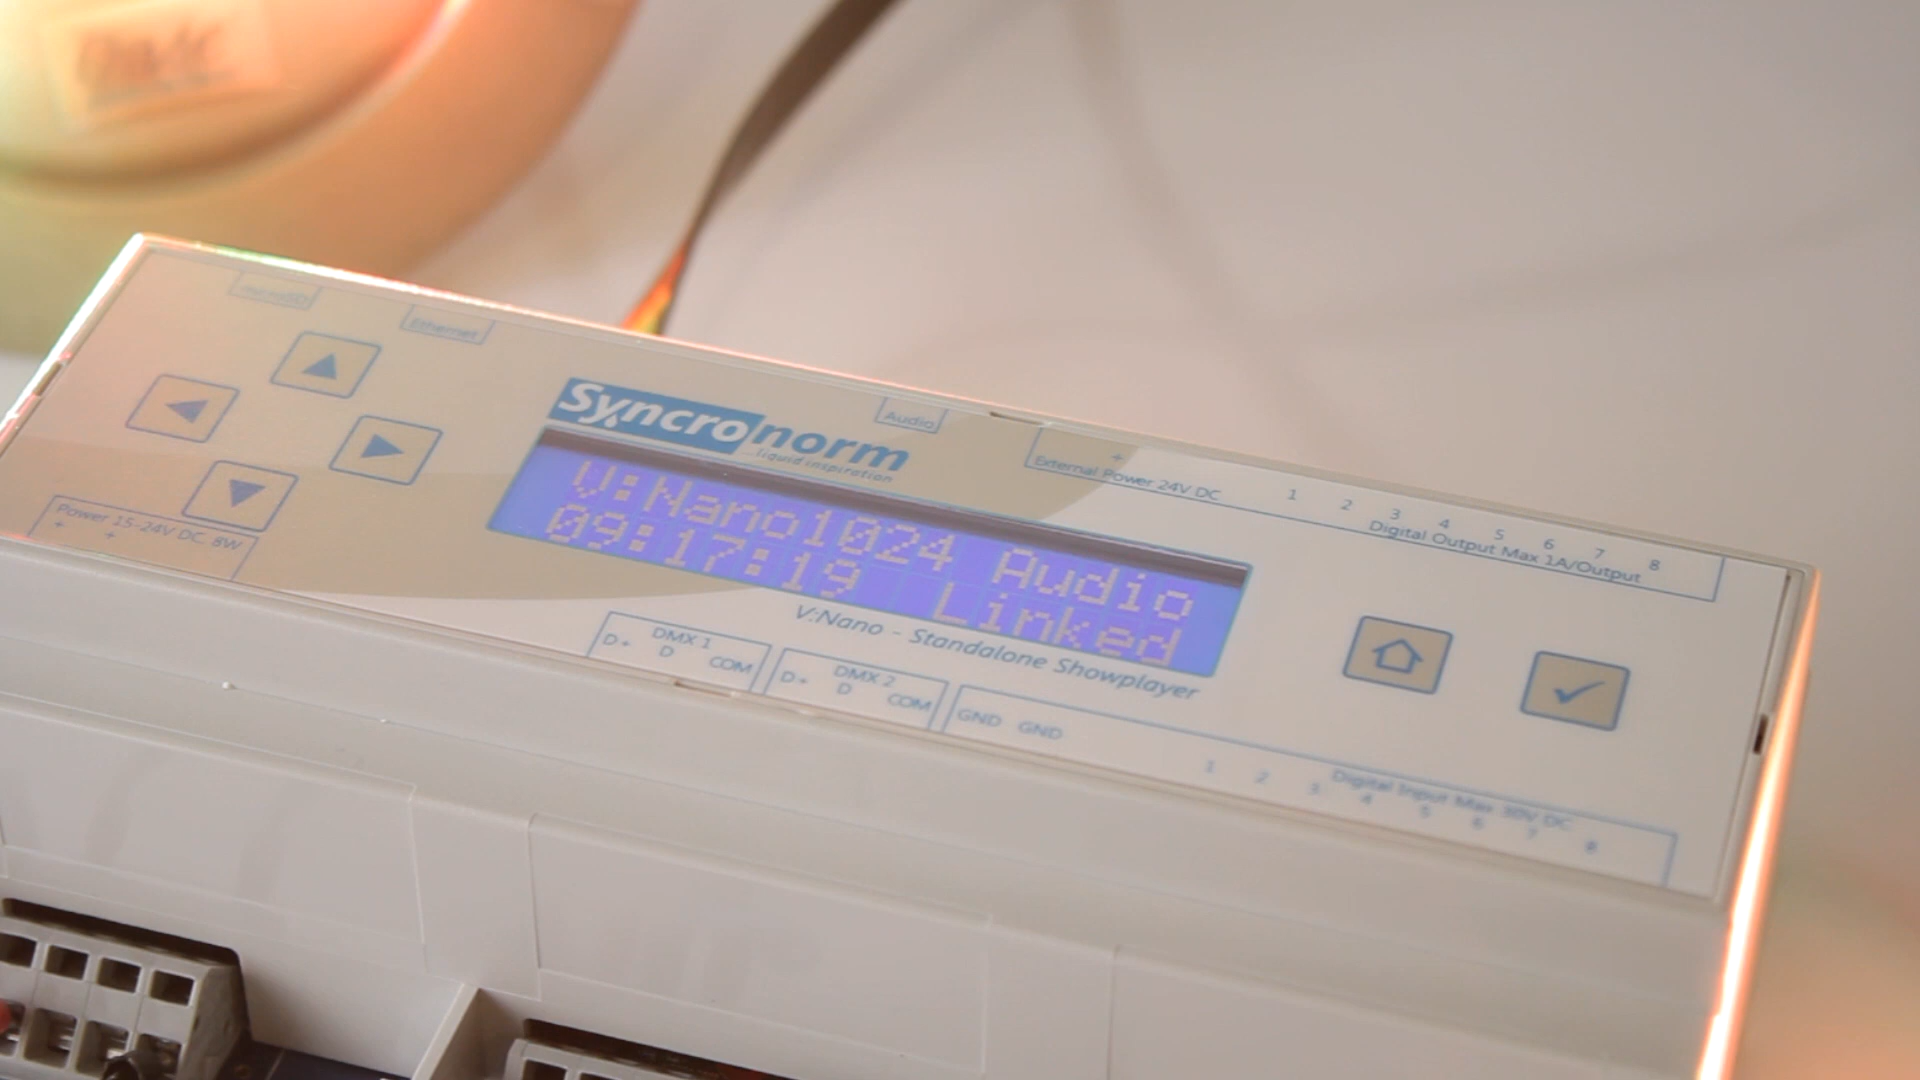 microSD
Ethernet
Syncronorm
...liquid inspiration
Audio
External Power 24V DC
+
1 2 3 4 5 6 7 8
Digital Output Max 1A/Output
Power 15-24V DC 8W
+ +
V:Nano1024 Audio
09:17:19 Linked
V:Nano - Standalone Showplayer
DMX 1
D+ D COM
DMX 2
D+ D COM
GND GND
1 2 3 4 5 6 7 8
Digital Input Max 30V DC